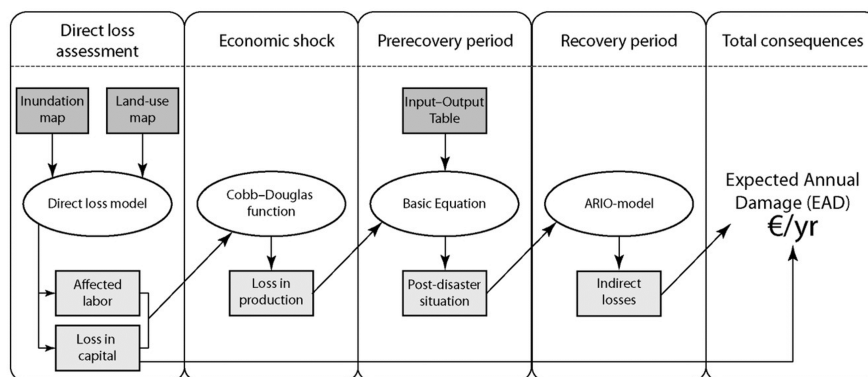 Direct loss
assessment
Economic shock
Prerecovery period
Recovery period
Total consequences
Inundation
map
Land-use
map
Direct loss model
Affected
labor
Loss in
capital
Cobb–Douglas
function
Loss in
production
Input–Output
Table
Basic Equation
Post-disaster
situation
ARIO-model
Indirect
losses
Expected Annual
Damage (EAD)
€/yr